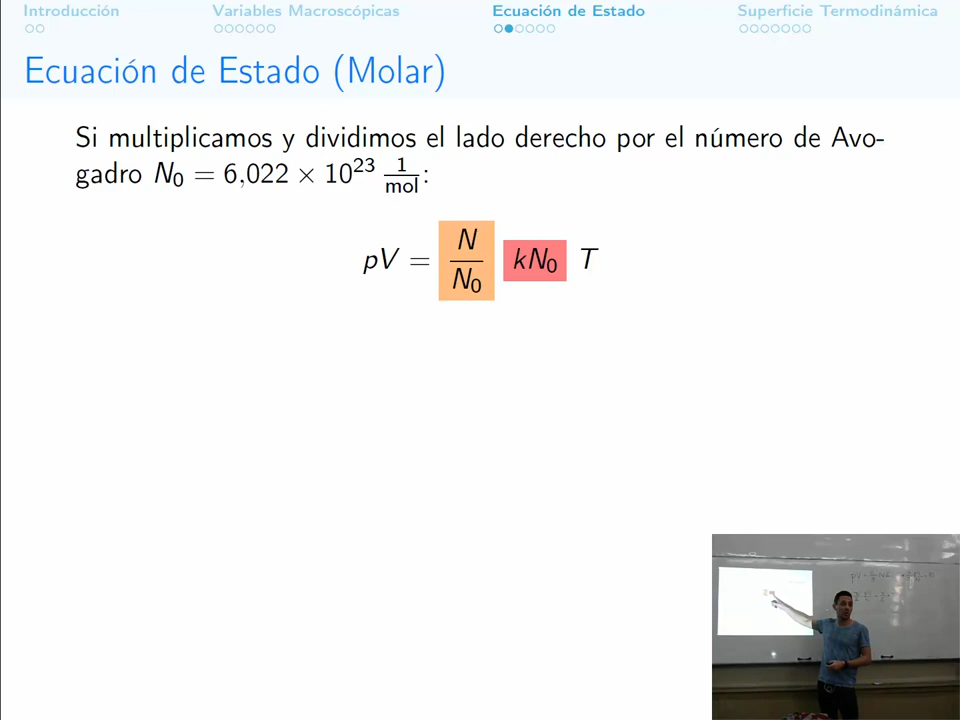 Introducción Variables Macroscópicas Ecuación de Estado Superficie Termodinámica
Ecuación de Estado (Molar)
Si multiplicamos y dividimos el lado derecho por el número de Avo-
gadro N₀ = 6,022 × 10²³ 1/mol:
pV = N/N₀ kN₀ T